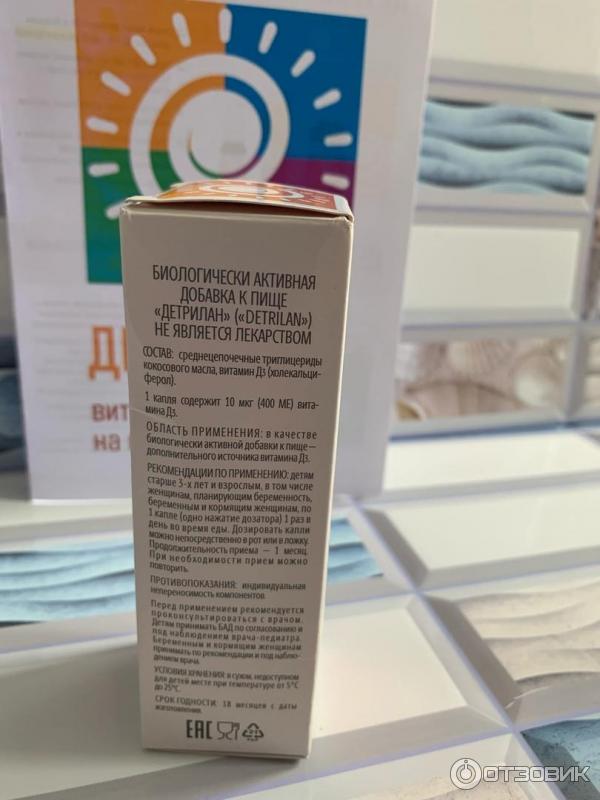 БИОЛОГИЧЕСКИ АКТИВНАЯ
ДОБАВКА К ПИЩЕ
«ДЕТРИЛАН» («DETRILAN»)
НЕ ЯВЛЯЕТСЯ ЛЕКАРСТВОМ
СОСТАВ: среднецепочечные триглицериды
кокосового масла, витамин Д₃ (холекальци-
ферол).
1 капля содержит 10 мкг (400 МЕ) вита-
мина Д₃.
ОБЛАСТЬ ПРИМЕНЕНИЯ: в качестве
биологически активной добавки к пище —
дополнительного источника витамина Д₃.
РЕКОМЕНДАЦИИ ПО ПРИМЕНЕНИЮ: детям
старше 3-х лет и взрослым, в том числе
женщинам, планирующим беременность,
беременным и кормящим женщинам, по
1 капле (одно нажатие дозатора) 1 раз в
день во время еды. Дозировать капли
можно непосредственно в рот или в ложку.
Продолжительность приема — 1 месяц.
При необходимости прием можно
повторить.
ПРОТИВОПОКАЗАНИЯ: индивидуальная
непереносимость компонентов.
Перед применением рекомендуется
проконсультироваться с врачом.
Детям принимать БАД по согласованию и
под наблюдением врача-педиатра.
Беременным и кормящим женщинам
принимать по рекомендации и под наблю-
дением врача.
УСЛОВИЯ ХРАНЕНИЯ: в сухом, недоступном
для детей месте при температуре от 5°С
до 25°С.
СРОК ГОДНОСТИ: 18 месяцев с даты
изготовления.
ЕАС
Д
вит
на
ОТЗОВИК